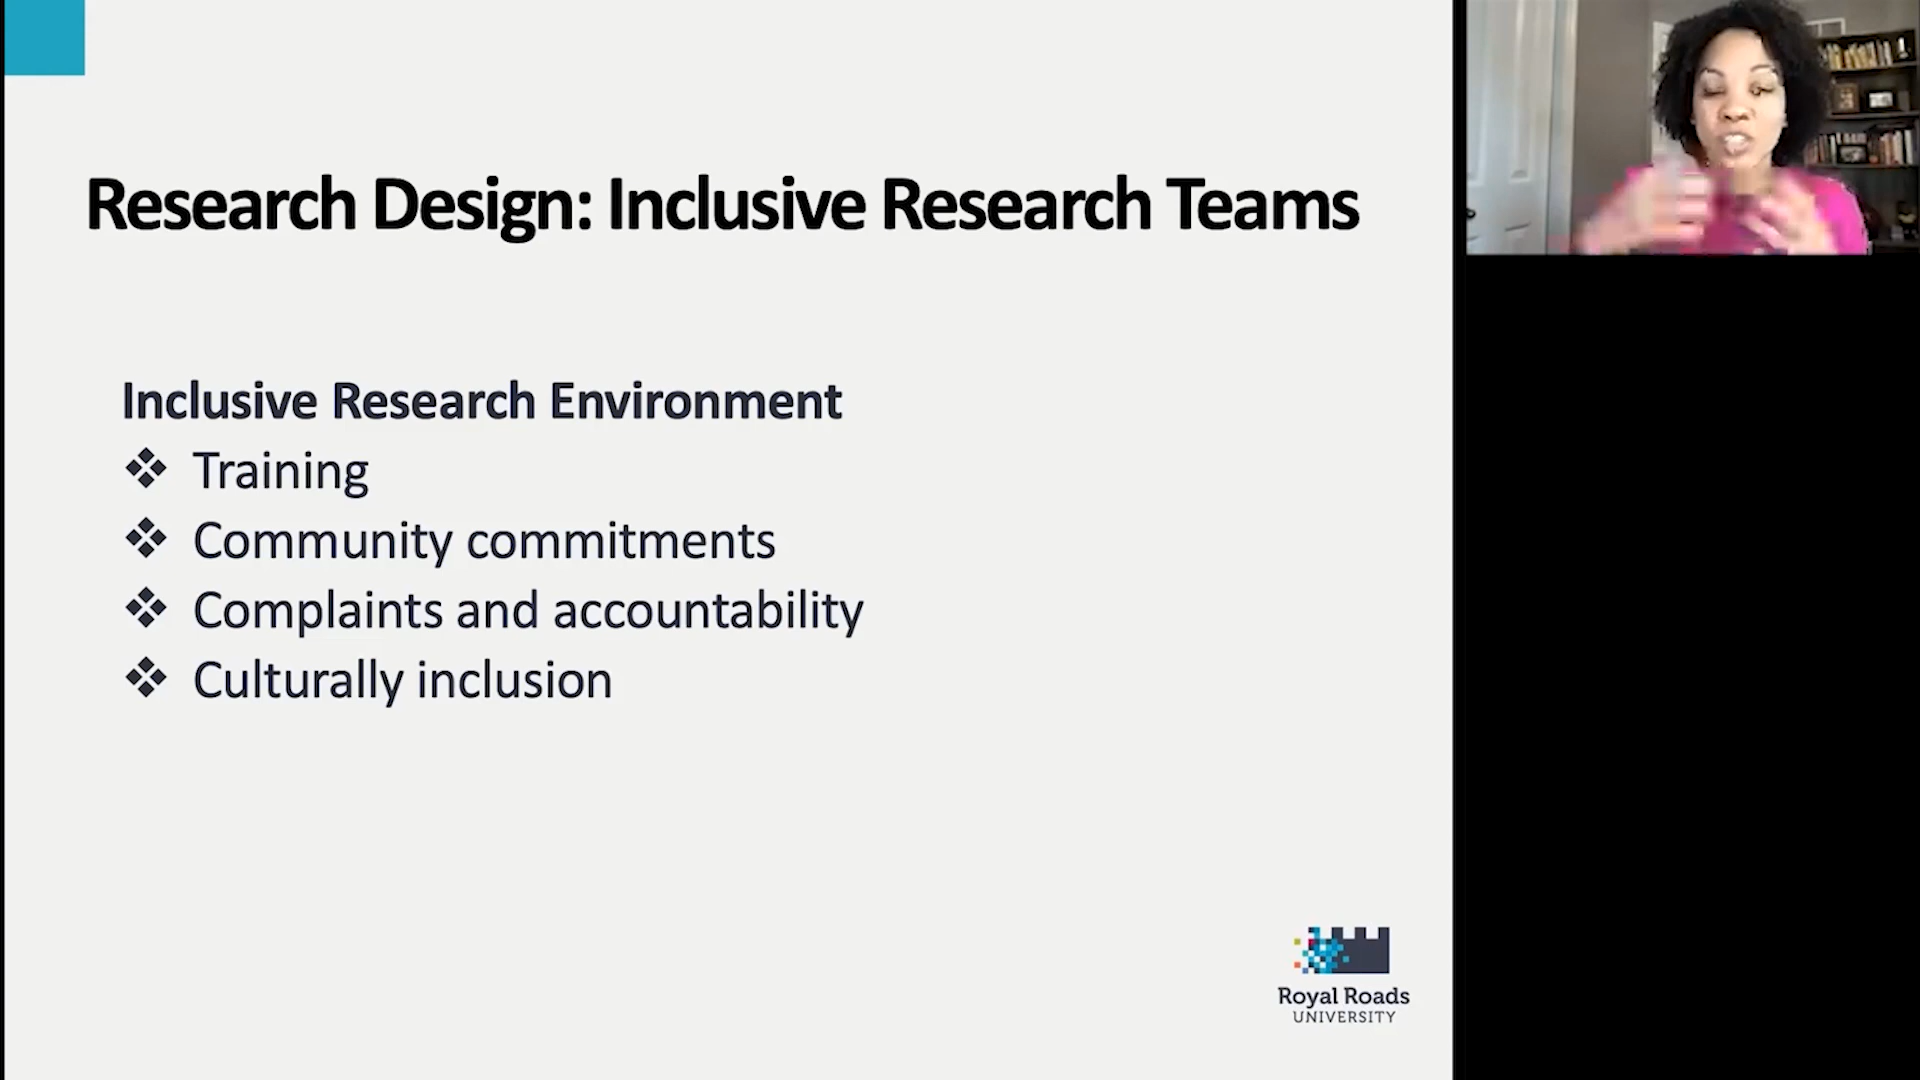 Research Design: Inclusive Research Teams
Inclusive Research Environment
❖ Training
❖ Community commitments
❖ Complaints and accountability
❖ Culturally inclusion
Royal Roads
UNIVERSITY